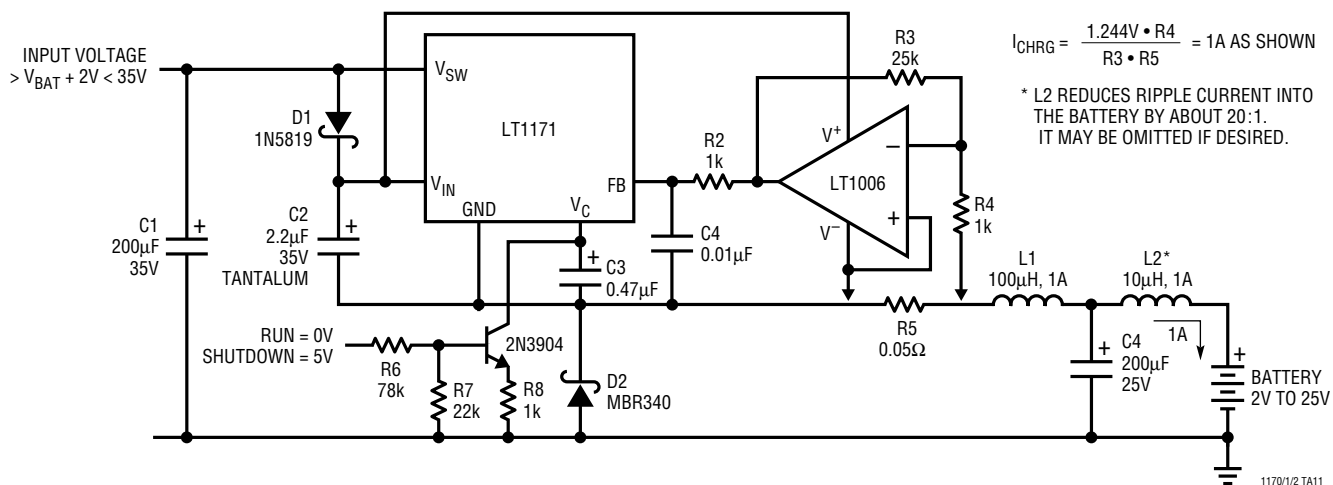 INPUT VOLTAGE
> VBAT + 2V < 35V
D1
1N5819
C1
200µF
35V
+
C2
2.2µF
35V
TANTALUM
+
VSW
LT1171
VIN
GND
VC
FB
R2
1k
R3
25k
V+
LT1006
V−
−
+
R4
1k
C4
0.01µF
C3
0.47µF
+
RUN = 0V
SHUTDOWN = 5V
R6
78k
R7
22k
2N3904
R8
1k
D2
MBR340
R5
0.05Ω
L1
100µH, 1A
L2*
10µH, 1A
1A
C4
200µF
25V
+
+
BATTERY
2V TO 25V
ICHRG = 1.244V • R4 / R3 • R5 = 1A AS SHOWN
* L2 REDUCES RIPPLE CURRENT INTO
THE BATTERY BY ABOUT 20:1.
IT MAY BE OMITTED IF DESIRED.
1170/1/2 TA11